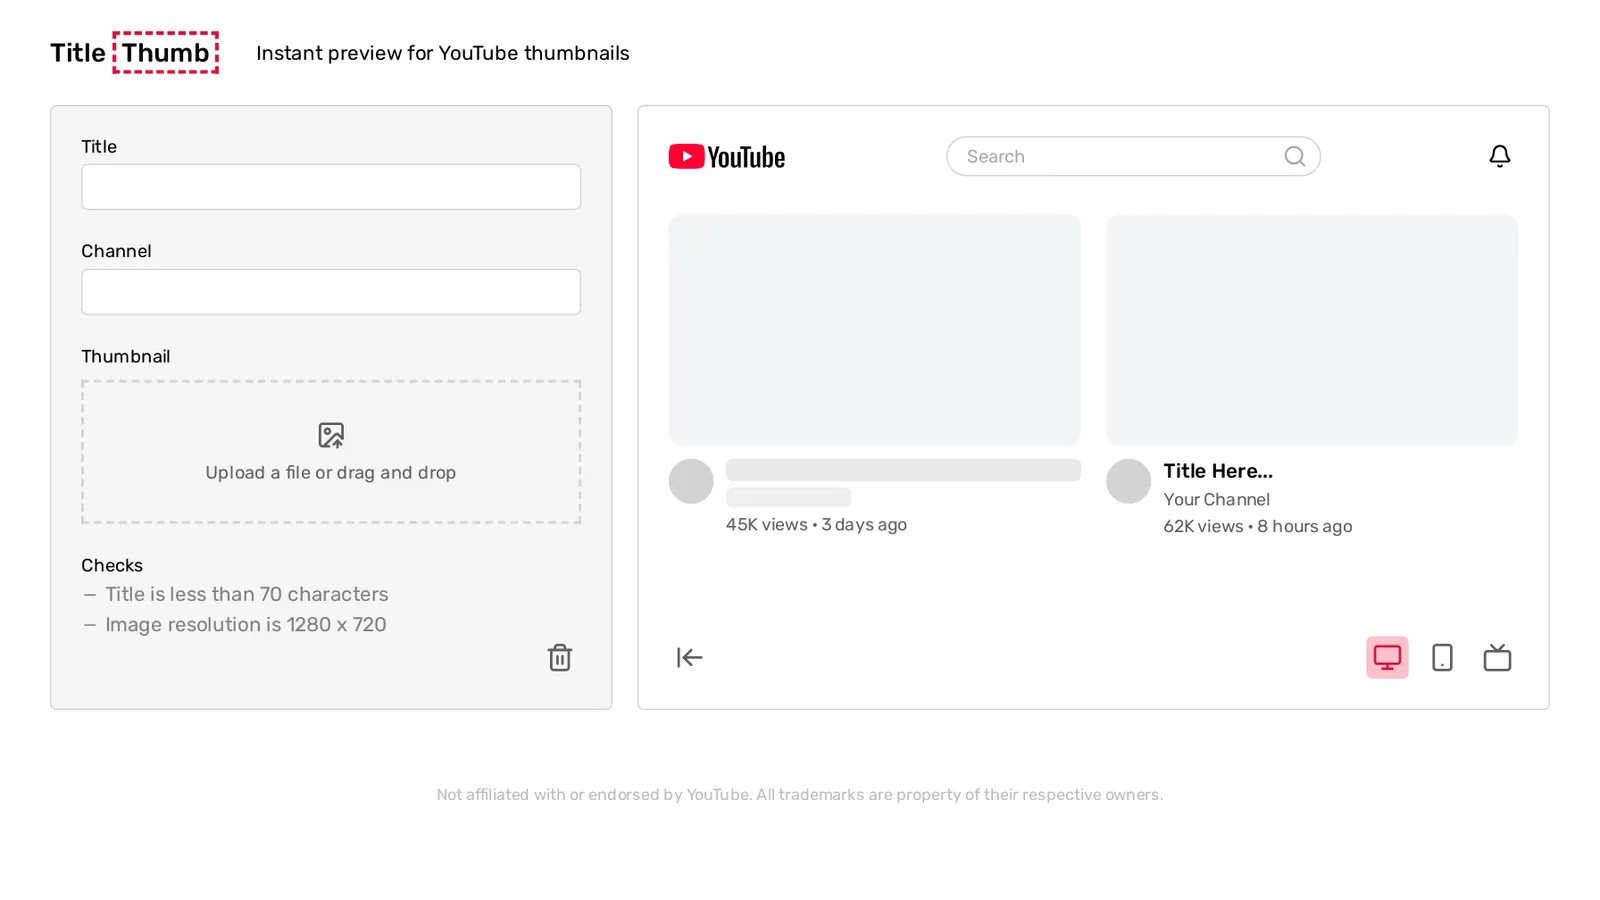 Title Thumb
Instant preview for YouTube thumbnails
Title
Channel
Thumbnail
Upload a file or drag and drop
Checks
– Title is less than 70 characters
– Image resolution is 1280 x 720
YouTube
Search
45K views • 3 days ago
Title Here...
Your Channel
62K views • 8 hours ago
Not affiliated with or endorsed by YouTube. All trademarks are property of their respective owners.